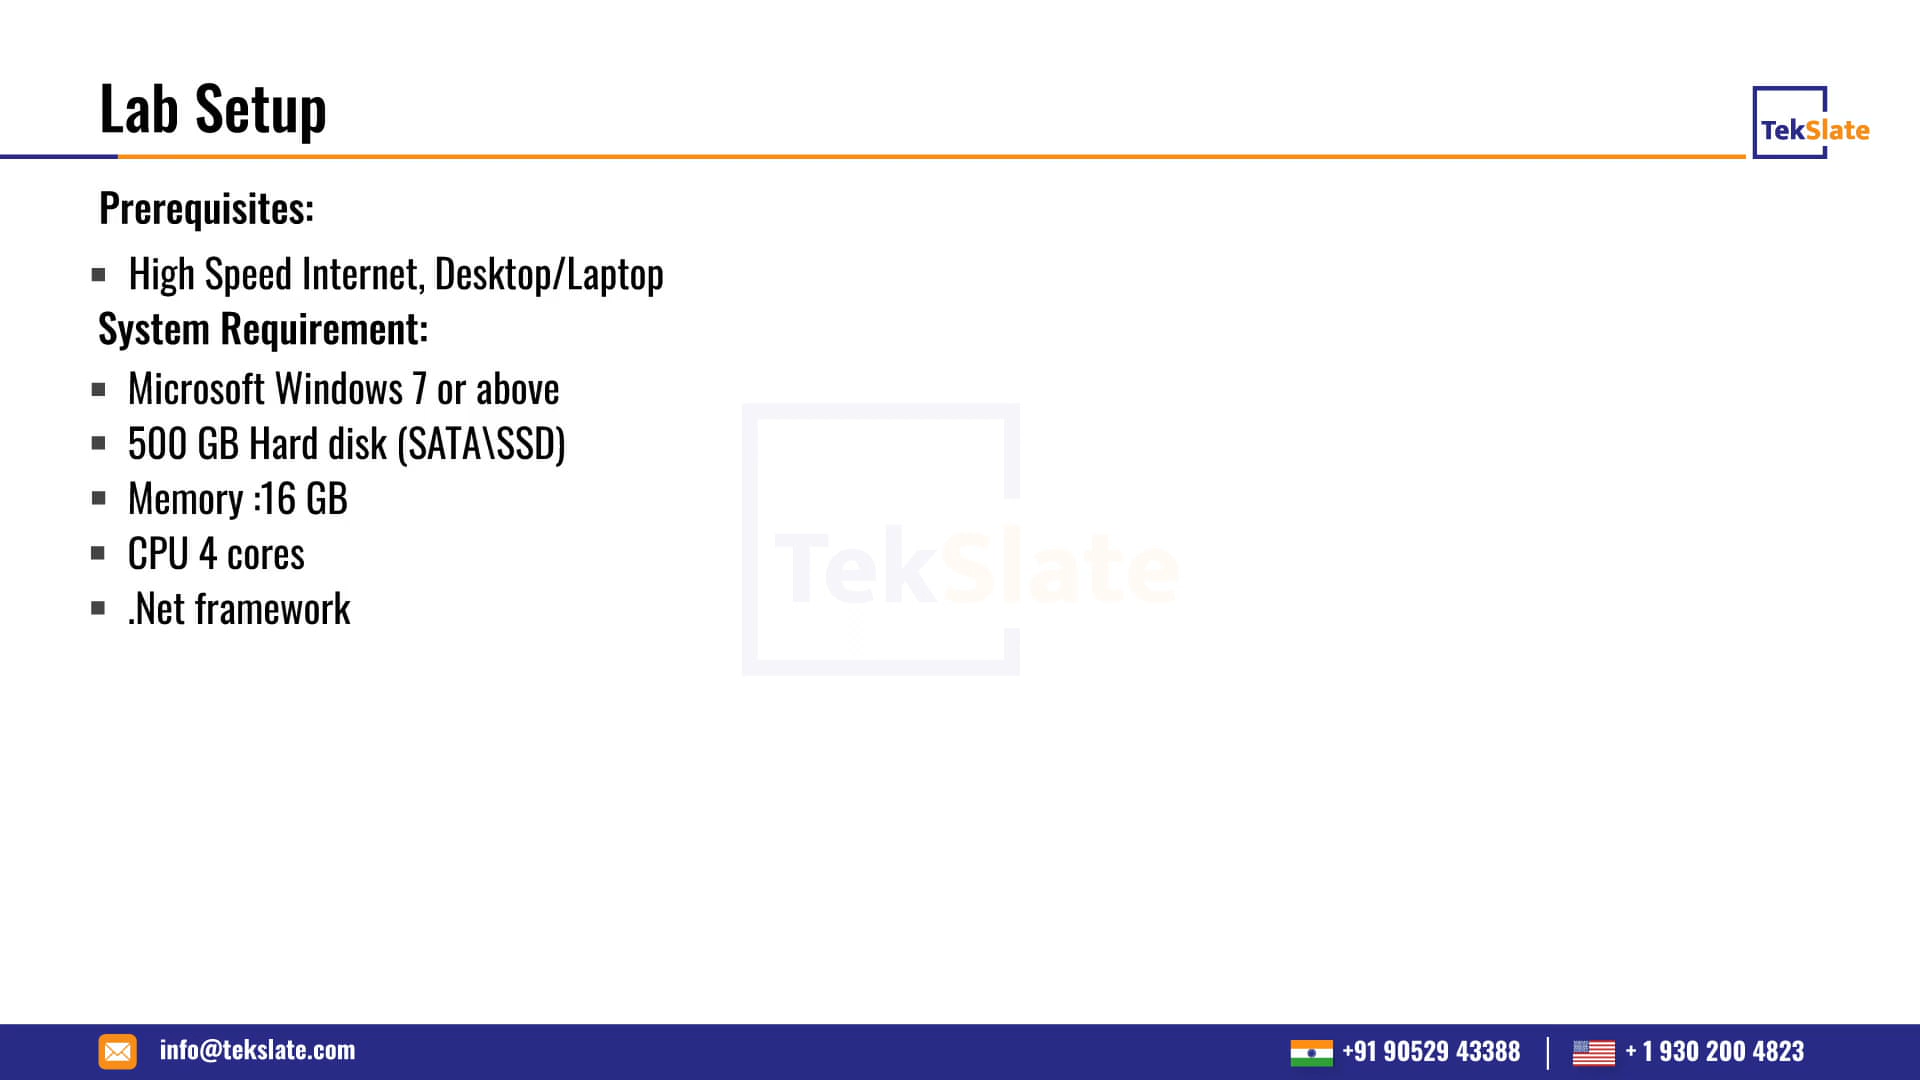 Lab Setup
TekSlate
Prerequisites:
High Speed Internet, Desktop/Laptop
System Requirement:
Microsoft Windows 7 or above
500 GB Hard disk (SATA\SSD)
Memory :16 GB
CPU 4 cores
.Net framework
TekSlate
info@tekslate.com
+91 90529 43388
+ 1 930 200 4823